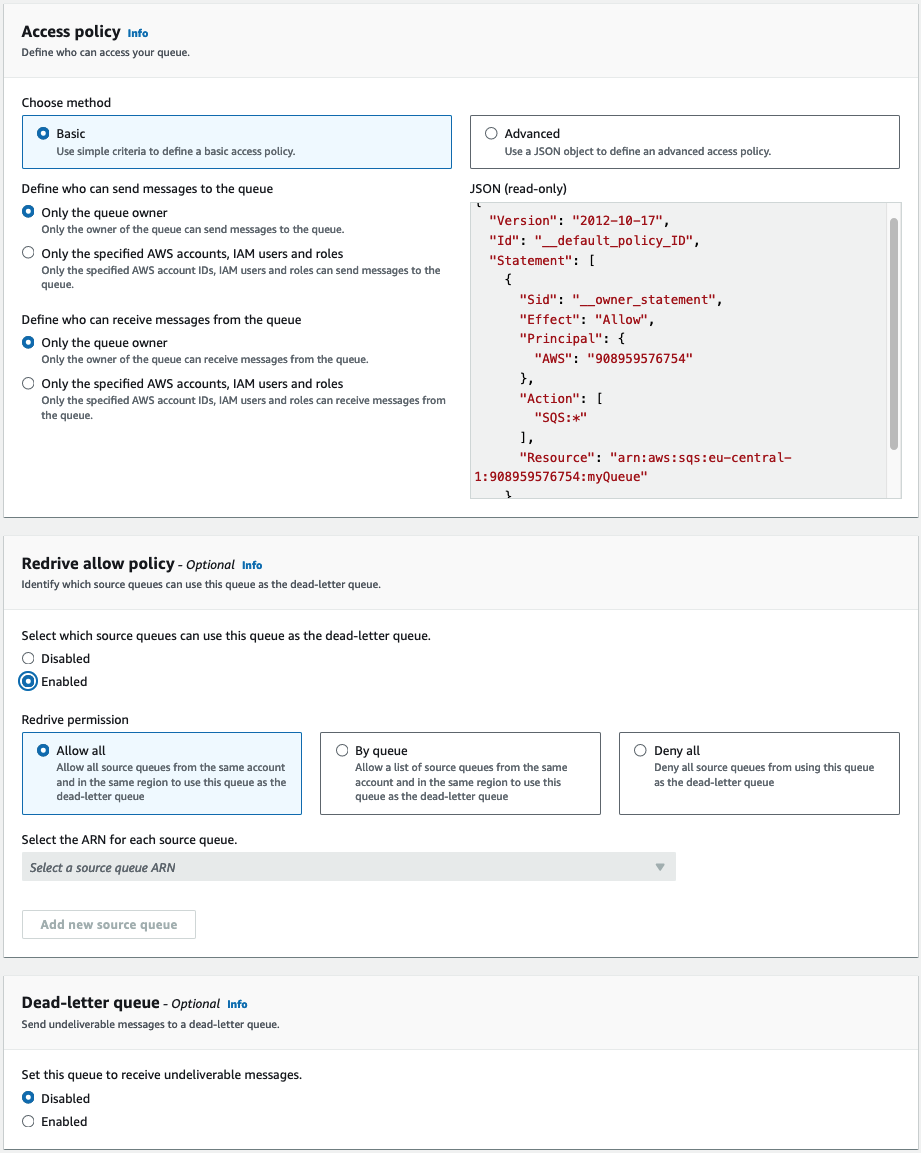 Access policy Info
Define who can access your queue.
Choose method
Basic
Use simple criteria to define a basic access policy.
Advanced
Use a JSON object to define an advanced access policy.
Define who can send messages to the queue
Only the queue owner
Only the owner of the queue can send messages to the queue.
Only the specified AWS accounts, IAM users and roles
Only the specified AWS account IDs, IAM users and roles can send messages to the
queue.
Define who can receive messages from the queue
Only the queue owner
Only the owner of the queue can receive messages from the queue.
Only the specified AWS accounts, IAM users and roles
Only the specified AWS account IDs, IAM users and roles can receive messages from
the queue.
JSON (read-only)
{
"Version": "2012-10-17",
"Id": "__default_policy_ID",
"Statement": [
{
"Sid": "__owner_statement",
"Effect": "Allow",
"Principal": {
"AWS": "908959576754"
},
"Action": [
"SQS:*"
],
"Resource": "arn:aws:sqs:eu-central-
1:908959576754:myQueue"
}
Redrive allow policy - Optional Info
Identify which source queues can use this queue as the dead-letter queue.
Select which source queues can use this queue as the dead-letter queue.
Disabled
Enabled
Redrive permission
Allow all
Allow all source queues from the same account
and in the same region to use this queue as the
dead-letter queue
By queue
Allow a list of source queues from the same
account and in the same region to use this
queue as the dead-letter queue
Deny all
Deny all source queues from using this queue
as the dead-letter queue
Select the ARN for each source queue.
Select a source queue ARN
Add new source queue
Dead-letter queue - Optional Info
Send undeliverable messages to a dead-letter queue.
Set this queue to receive undeliverable messages.
Disabled
Enabled